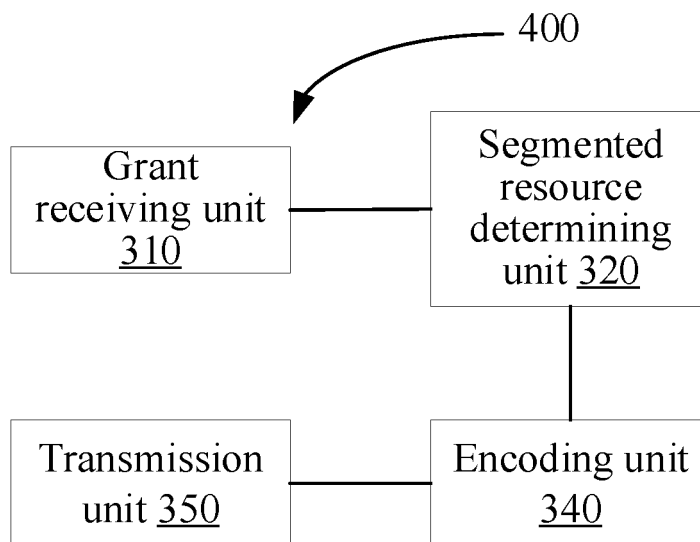 400
Grant
receiving unit
310
Segmented
resource
determining
unit 320
Transmission
unit 350
Encoding unit
340